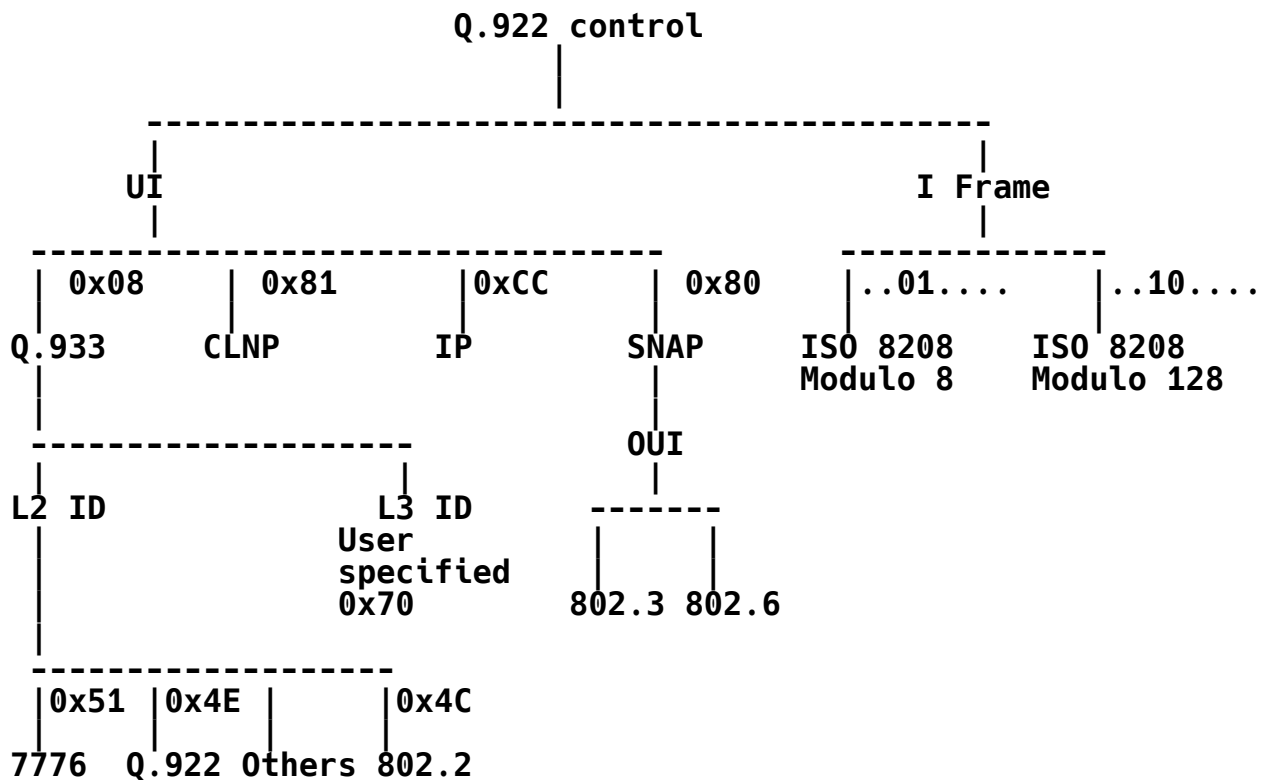 Q.922 control
UI I Frame
0x08 0x81 0xCC 0x80 ..01.... ..10....
Q.933 CLNP IP SNAP ISO 8208 ISO 8208
Modulo 8 Modulo 128
OUI
L2 ID L3 ID
User
specified
0x70 802.3 802.6
0x51 0x4E 0x4C
7776 Q.922 Others 802.2